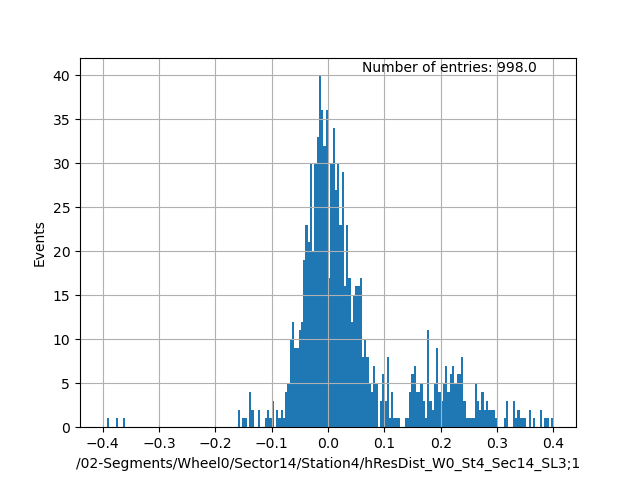 Number of entries: 998.0
40
35
30
25
20
15
10
5
0
Events
−0.4 −0.3 −0.2 −0.1 0.0 0.1 0.2 0.3 0.4
/02-Segments/Wheel0/Sector14/Station4/hResDist_W0_St4_Sec14_SL3;1